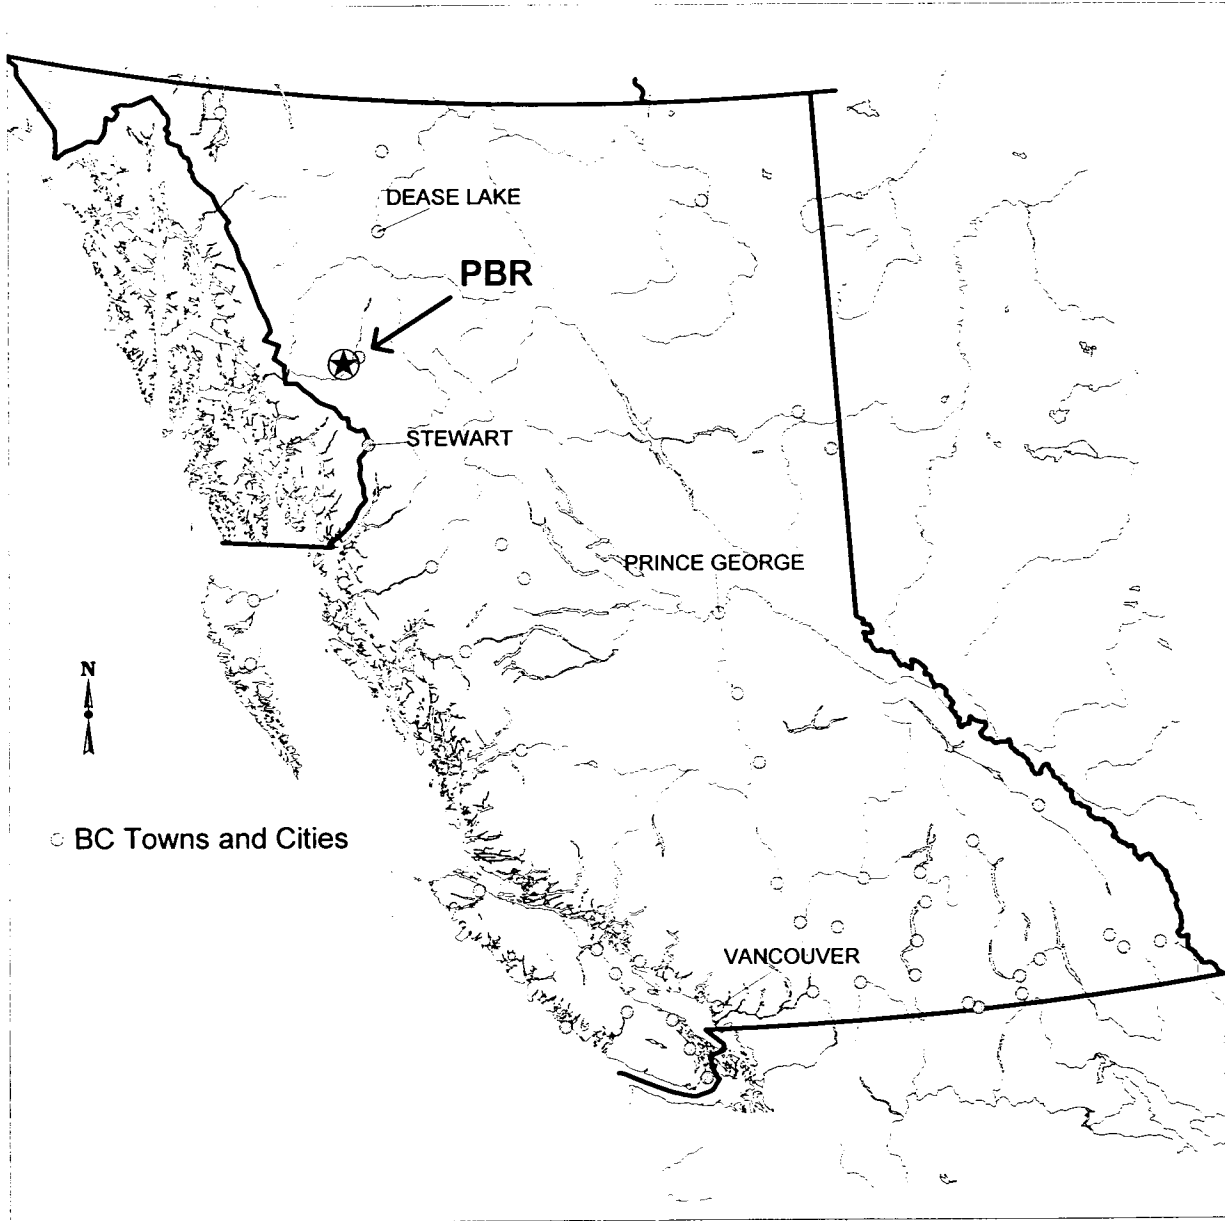 DEASE LAKE
PBR
STEWART
PRINCE GEORGE
N
BC Towns and Cities
VANCOUVER